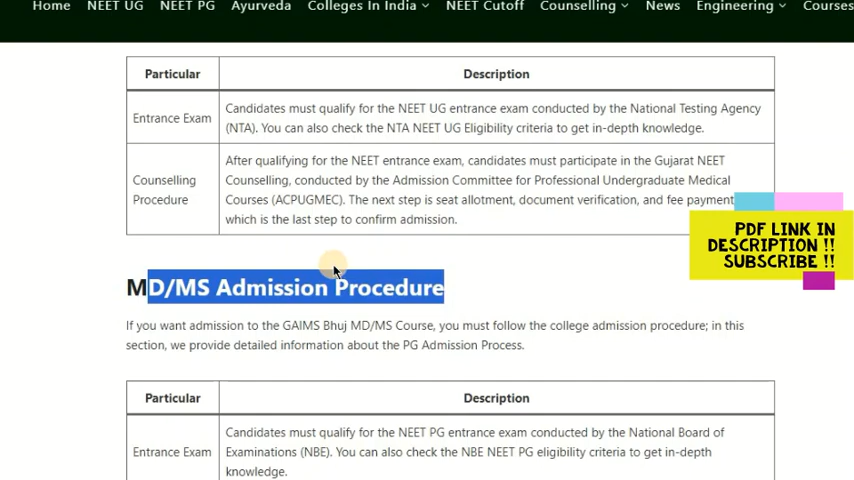 Home NEET UG NEET PG Ayurveda Colleges In India NEET Cutoff Counselling News Engineering Courses
Particular Description
Entrance Exam
Candidates must qualify for the NEET UG entrance exam conducted by the National Testing Agency
(NTA). You can also check the NTA NEET UG Eligibility criteria to get in-depth knowledge.
Counselling
Procedure
After qualifying for the NEET entrance exam, candidates must participate in the Gujarat NEET
Counselling, conducted by the Admission Committee for Professional Undergraduate Medical
Courses (ACPUGMEC). The next step is seat allotment, document verification, and fee payment
which is the last step to confirm admission.
PDF LINK IN
DESCRIPTION !!
SUBSCRIBE !!
MD/MS Admission Procedure
If you want admission to the GAIMS Bhuj MD/MS Course, you must follow the college admission procedure; in this
section, we provide detailed information about the PG Admission Process.
Particular Description
Entrance Exam
Candidates must qualify for the NEET PG entrance exam conducted by the National Board of
Examinations (NBE). You can also check the NBE NEET PG eligibility criteria to get in-depth
knowledge.